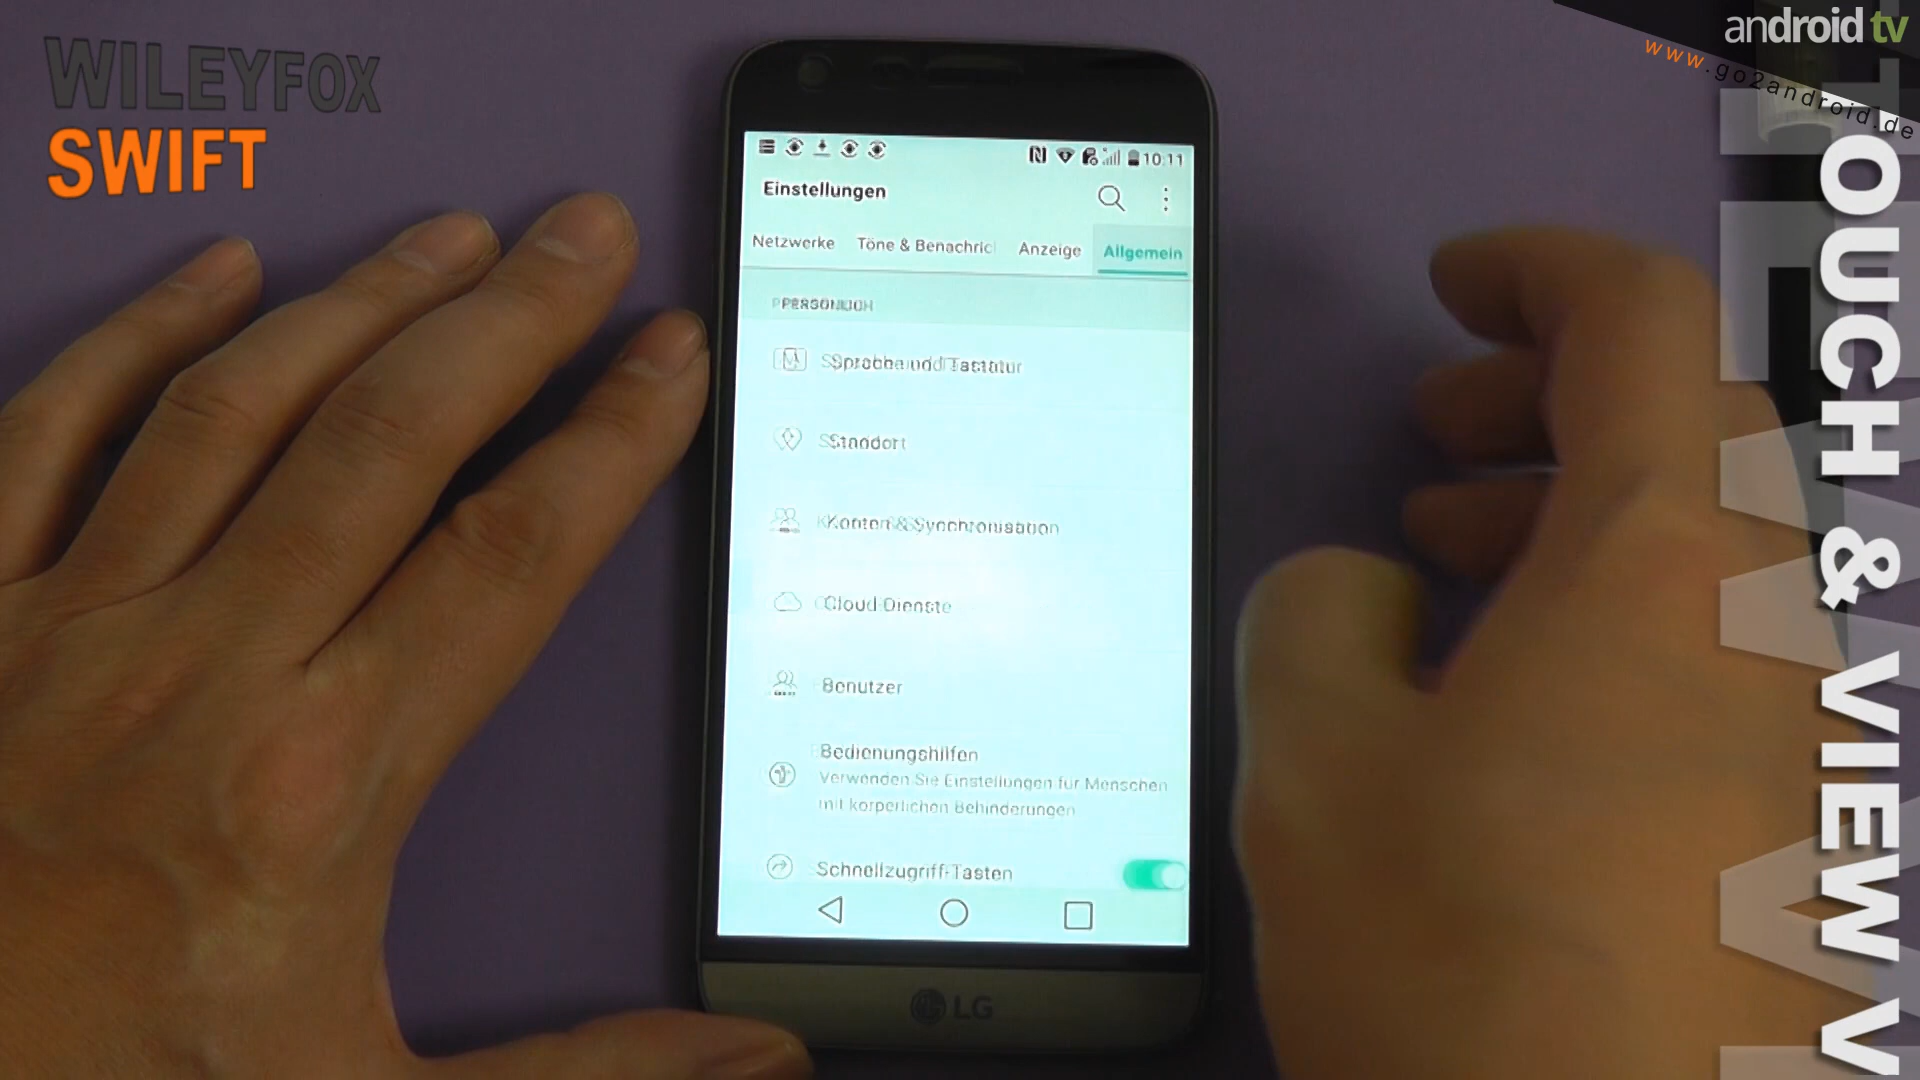 WILEYFOX
SWIFT
android tv
www.go2android.de
TOUCH & VIEW
10:11
Einstellungen
Netzwerke
Töne & Benachric
Anzeige
Allgemein
PERSÖNLICH
Sprache und Tastatur
Standort
Konten & Synchronisation
Cloud Dienste
Benutzer
Bedienungshilfen
Verwenden Sie Einstellungen für Menschen
mit körperlichen Behinderungen
Schnellzugriff-Tasten
LG